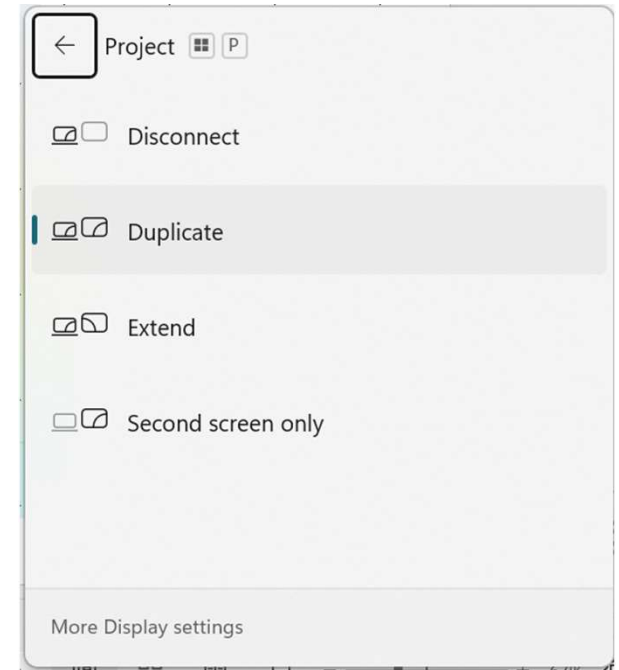 Project P
Disconnect
Duplicate
Extend
Second screen only
More Display settings